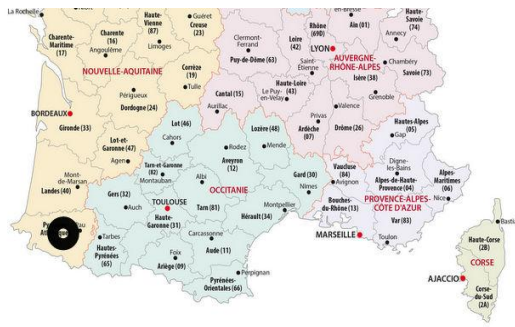 La Rochelle
Charente-
Maritime
(17)
Charente
(16)
Angoulême
Haute-
Vienne
(87)
Limoges
Guéret
Creuse
(23)
NOUVELLE-AQUITAINE
Corrèze
(19)
Tulle
Périgueux
Dordogne (24)
BORDEAUX
Gironde (33)
Lot-et-
Garonne
(47)
Agen
Mont-
de-Marsan
Landes (40)
Clermont-
Ferrand
Puy-de-Dôme (63)
Loire
(42)
Rhône
(69D)
LYON
Ain (01)
en-Bresse
Haute-
Savoie
(74)
Annecy
AUVERGNE-
RHÔNE-ALPES
Chambéry
Savoie (73)
Saint-
Étienne
Isère (38)
Grenoble
Haute-Loire
(43)
Le Puy-
en-Velay
Cantal (15)
Aurillac
Privas
Valence
Ardèche
(07)
Drôme (26)
Lot (46)
Cahors
Lozère (48)
Mende
Rodez
Aveyron
(12)
Tarn-et-Garonne
(82)
Montauban
Albi
OCCITANIE
Gard (30)
Nîmes
Gers (32)
Auch
TOULOUSE
Haute-
Garonne (31)
Tarn (81)
Montpellier
Hérault (34)
Tarbes
Hautes-
Pyrénées
(65)
Foix
Ariège (09)
Carcassonne
Aude (11)
Perpignan
Pyrénées-
Orientales (66)
Hautes-Alpes
(05)
Gap
Vaucluse
(84)
Avignon
Digne-
les-Bains
Alpes-de-Haute-
Provence (04)
Alpes-
Maritimes
(06)
Nice
Bouches-
du-Rhône (13)
PROVENCE-ALPES-
CÔTE D'AZUR
Var (83)
MARSEILLE
Toulon
Haute-Corse
(2B)
CORSE
AJACCIO
Corse-
du-Sud
(2A)